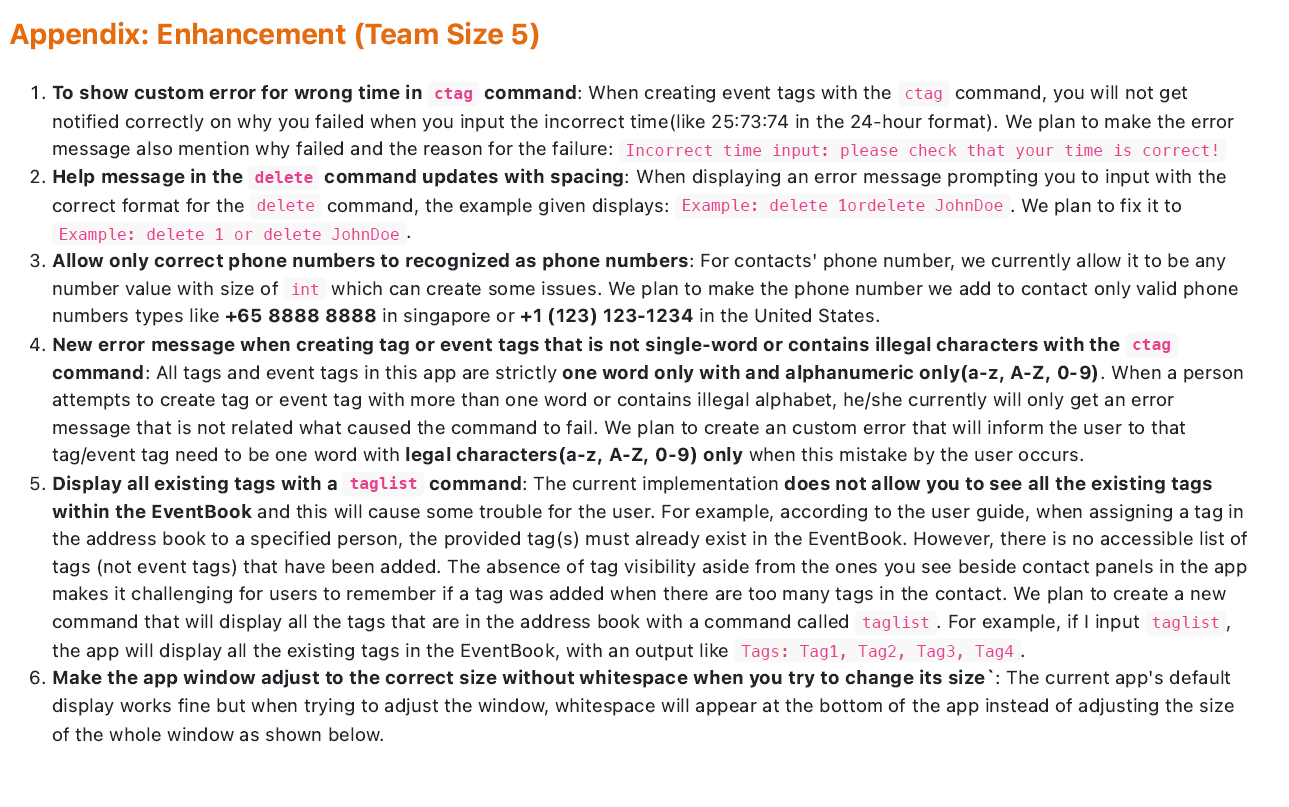 Appendix: Enhancement (Team Size 5)
1. To show custom error for wrong time in ctag command: When creating event tags with the ctag command, you will not get
notified correctly on why you failed when you input the incorrect time(like 25:73:74 in the 24-hour format). We plan to make the error
message also mention why failed and the reason for the failure: Incorrect time input: please check that your time is correct!
2. Help message in the delete command updates with spacing: When displaying an error message prompting you to input with the
correct format for the delete command, the example given displays: Example: delete 1ordelete JohnDoe. We plan to fix it to
Example: delete 1 or delete JohnDoe.
3. Allow only correct phone numbers to recognized as phone numbers: For contacts' phone number, we currently allow it to be any
number value with size of int which can create some issues. We plan to make the phone number we add to contact only valid phone
numbers types like +65 8888 8888 in singapore or +1 (123) 123-1234 in the United States.
4. New error message when creating tag or event tags that is not single-word or contains illegal characters with the ctag
command: All tags and event tags in this app are strictly one word only with and alphanumeric only(a-z, A-Z, 0-9). When a person
attempts to create tag or event tag with more than one word or contains illegal alphabet, he/she currently will only get an error
message that is not related what caused the command to fail. We plan to create an custom error that will inform the user to that
tag/event tag need to be one word with legal characters(a-z, A-Z, 0-9) only when this mistake by the user occurs.
5. Display all existing tags with a taglist command: The current implementation does not allow you to see all the existing tags
within the EventBook and this will cause some trouble for the user. For example, according to the user guide, when assigning a tag in
the address book to a specified person, the provided tag(s) must already exist in the EventBook. However, there is no accessible list of
tags (not event tags) that have been added. The absence of tag visibility aside from the ones you see beside contact panels in the app
makes it challenging for users to remember if a tag was added when there are too many tags in the contact. We plan to create a new
command that will display all the tags that are in the address book with a command called taglist. For example, if I input taglist,
the app will display all the existing tags in the EventBook, with an output like Tags: Tag1, Tag2, Tag3, Tag4.
6. Make the app window adjust to the correct size without whitespace when you try to change its size`: The current app's default
display works fine but when trying to adjust the window, whitespace will appear at the bottom of the app instead of adjusting the size
of the whole window as shown below.